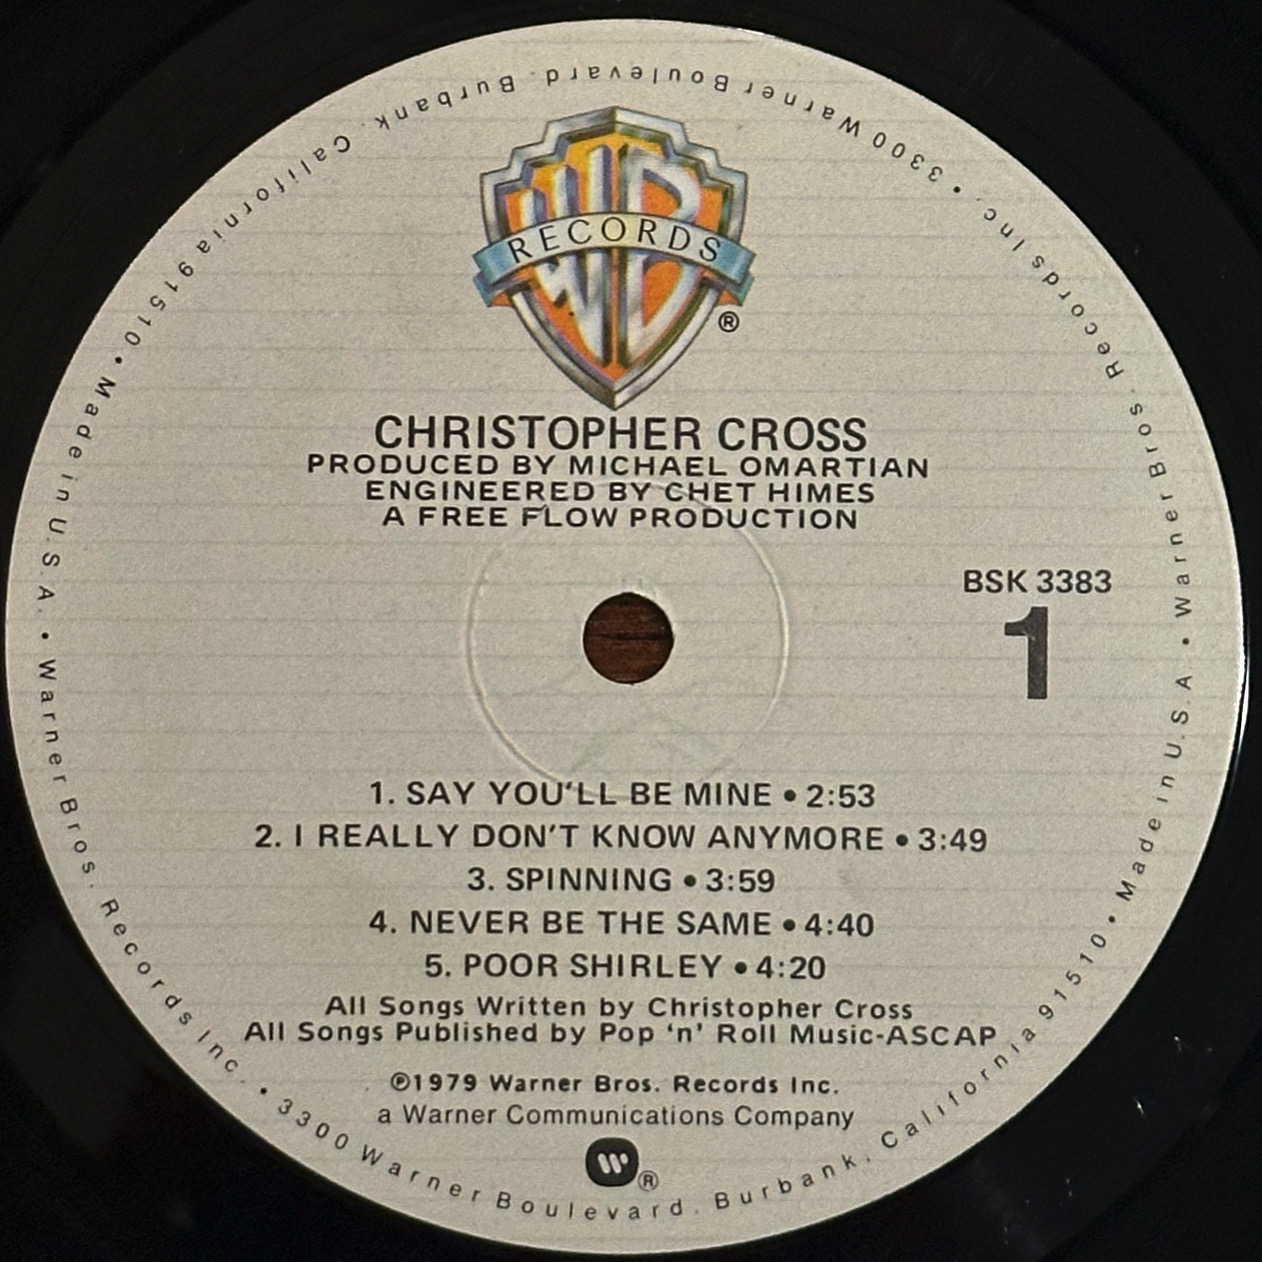 WB
RECORDS
®
CHRISTOPHER CROSS
PRODUCED BY MICHAEL OMARTIAN
ENGINEERED BY CHET HIMES
A FREE FLOW PRODUCTION
BSK 3383
1
1. SAY YOU'LL BE MINE • 2:53
2. I REALLY DON'T KNOW ANYMORE • 3:49
3. SPINNING • 3:59
4. NEVER BE THE SAME • 4:40
5. POOR SHIRLEY • 4:20
All Songs Written by Christopher Cross
All Songs Published by Pop 'n' Roll Music-ASCAP
℗1979 Warner Bros. Records Inc.
a Warner Communications Company
W ®
Warner Bros. Records Inc. • 3300 Warner Boulevard. Burbank. California 91510 • Made in U.S.A. • Warner Bros. Records Inc. • 3300 Warner Boulevard. Burbank. California 91510 • Made in U.S.A. •